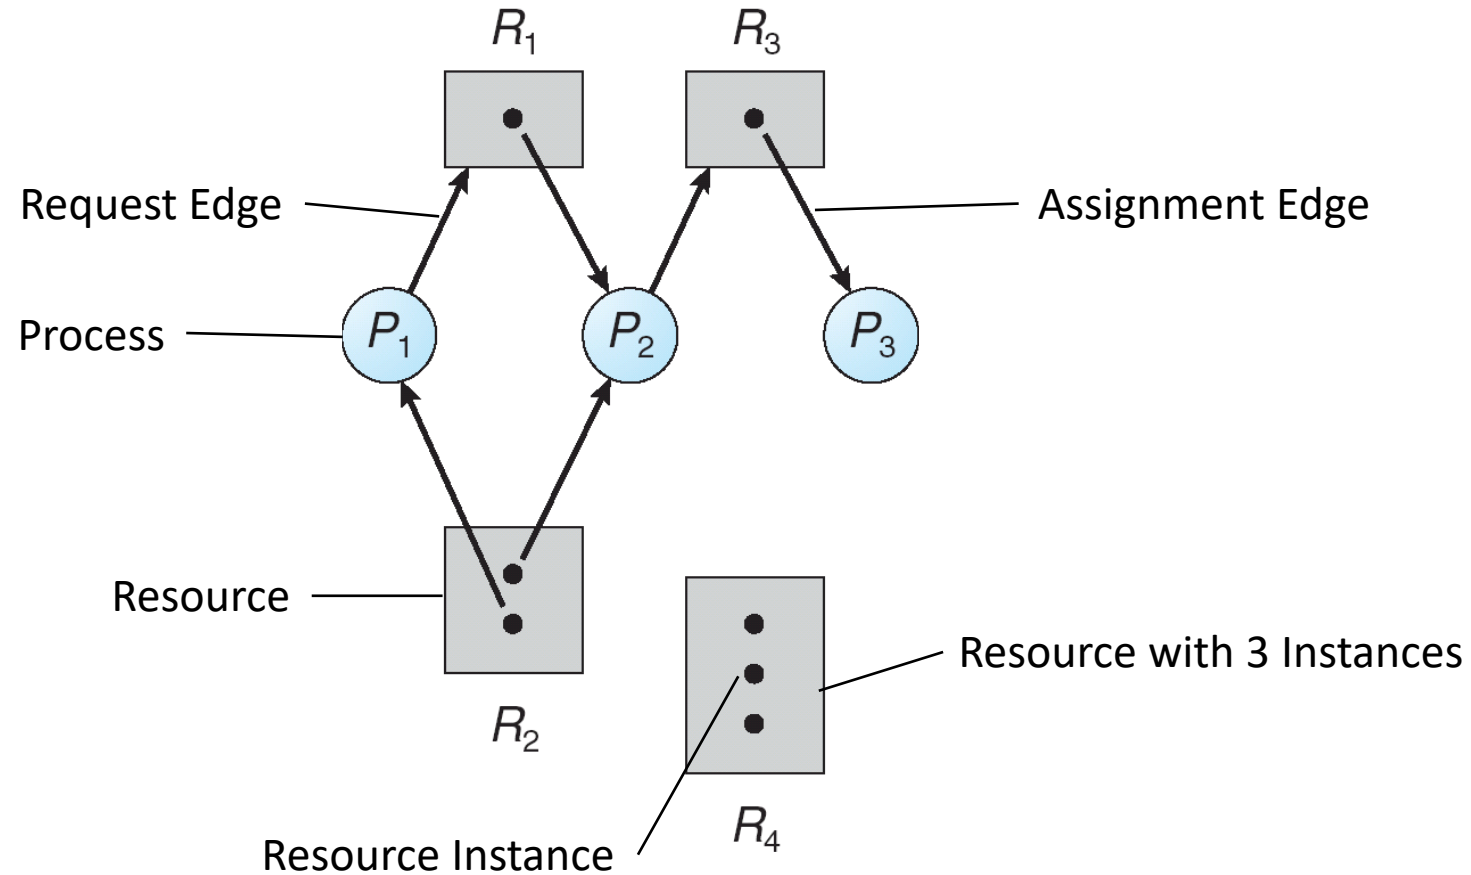 R₁
R₃
Request Edge
Assignment Edge
Process
P₁
P₂
P₃
Resource
Resource with 3 Instances
R₂
R₄
Resource Instance